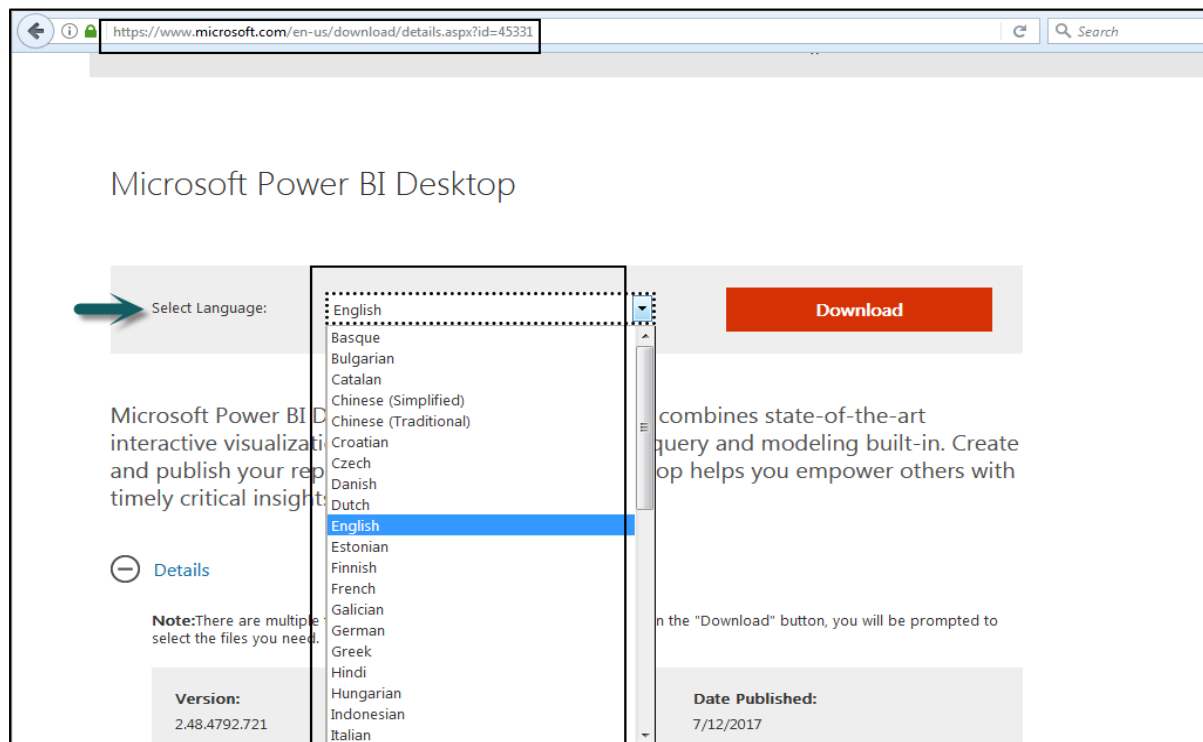 https://www.microsoft.com/en-us/download/details.aspx?id=45331
Search
Microsoft Power BI Desktop
Select Language:
English
Download
Basque
Bulgarian
Catalan
Chinese (Simplified)
Chinese (Traditional)
Croatian
Czech
Danish
Dutch
English
Estonian
Finnish
French
Galician
German
Greek
Hindi
Hungarian
Indonesian
Italian
Microsoft Power BI combines state-of-the-art
interactive query and modeling built-in. Create
and publish your helps you empower others with
timely critical
Details
Note:There are multiple n the "Download" button, you will be prompted to
select the files you need.
Version:
2.48.4792.721
Date Published:
7/12/2017